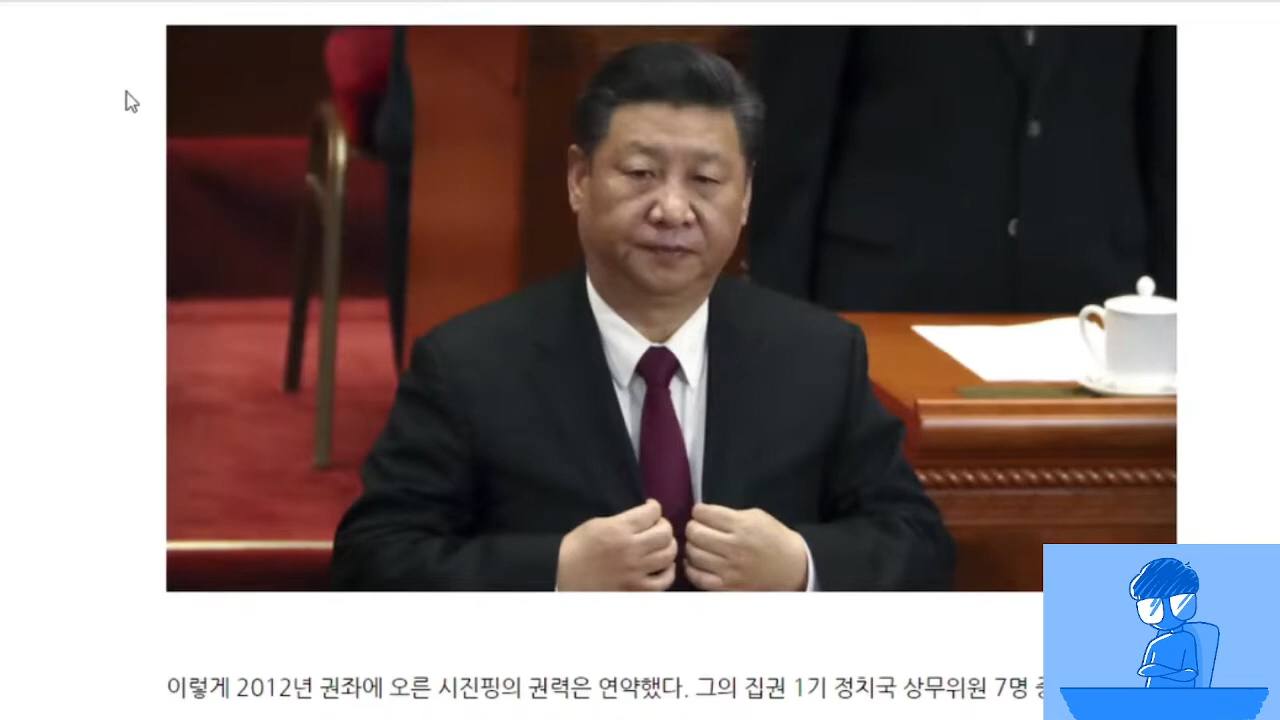 이렇게 2012년 권좌에 오른 시진핑의 권력은 연약했다. 그의 집권 1기 정치국 상무위원 7명